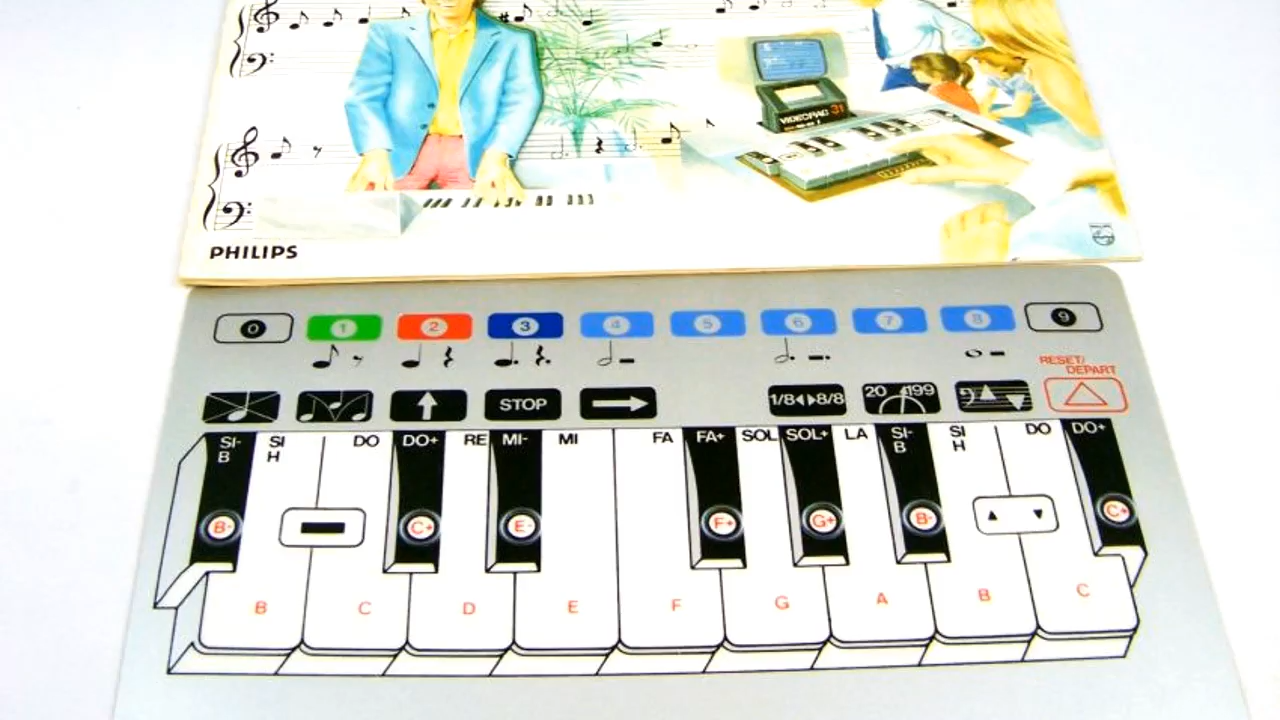 VIDEOPAC 31
PHILIPS
0 1 2 3 4 5 6 7 8 9
RESET/
DEPART
STOP 1/8 8/8 20 199
SI- SI DO DO+ RE MI- MI FA FA+ SOL SOL+ LA SI- SI DO DO+
B H B H
B- C+ E- F+ G+ B- C+
B C D E F G A B C